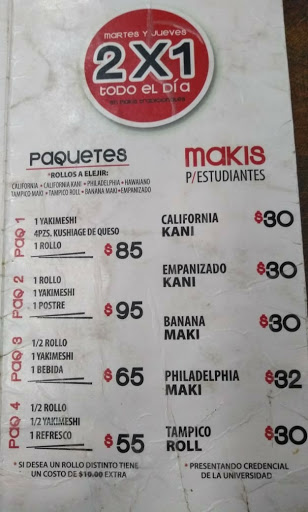 MARTES Y JUEVES
2X1
TODO EL DÍA
PAQUETES
*ROLLOS A ELEJIR:
CALIFORNIA • CALIFORNIA KANI • PHILADELPHIA • HAWAIANO
TAMPICO MAKI • TAMPICO ROLL • BANANA MAKI • EMPANIZADO
PAQ 1
1 YAKIMESHI
4PZS. KUSHIAGE DE QUESO
1 ROLLO
$85
PAQ 2
1 ROLLO
1 YAKIMESHI
1 POSTRE
$95
PAQ 3
1/2 ROLLO
1 YAKIMESHI
1 BEBIDA
$65
PAQ 4
1/2 ROLLO
1/2 YAKIMESHI
1 REFRESCO
$55
* SI DESEA UN ROLLO DISTINTO TIENE
UN COSTO DE $10.00 EXTRA
MAKIS
P/ESTUDIANTES
CALIFORNIA
KANI
$30
EMPANIZADO
KANI
$30
BANANA
MAKI
$30
PHILADELPHIA
MAKI
$32
TAMPICO
ROLL
$30
* PRESENTANDO CREDENCIAL
DE LA UNIVERSIDAD